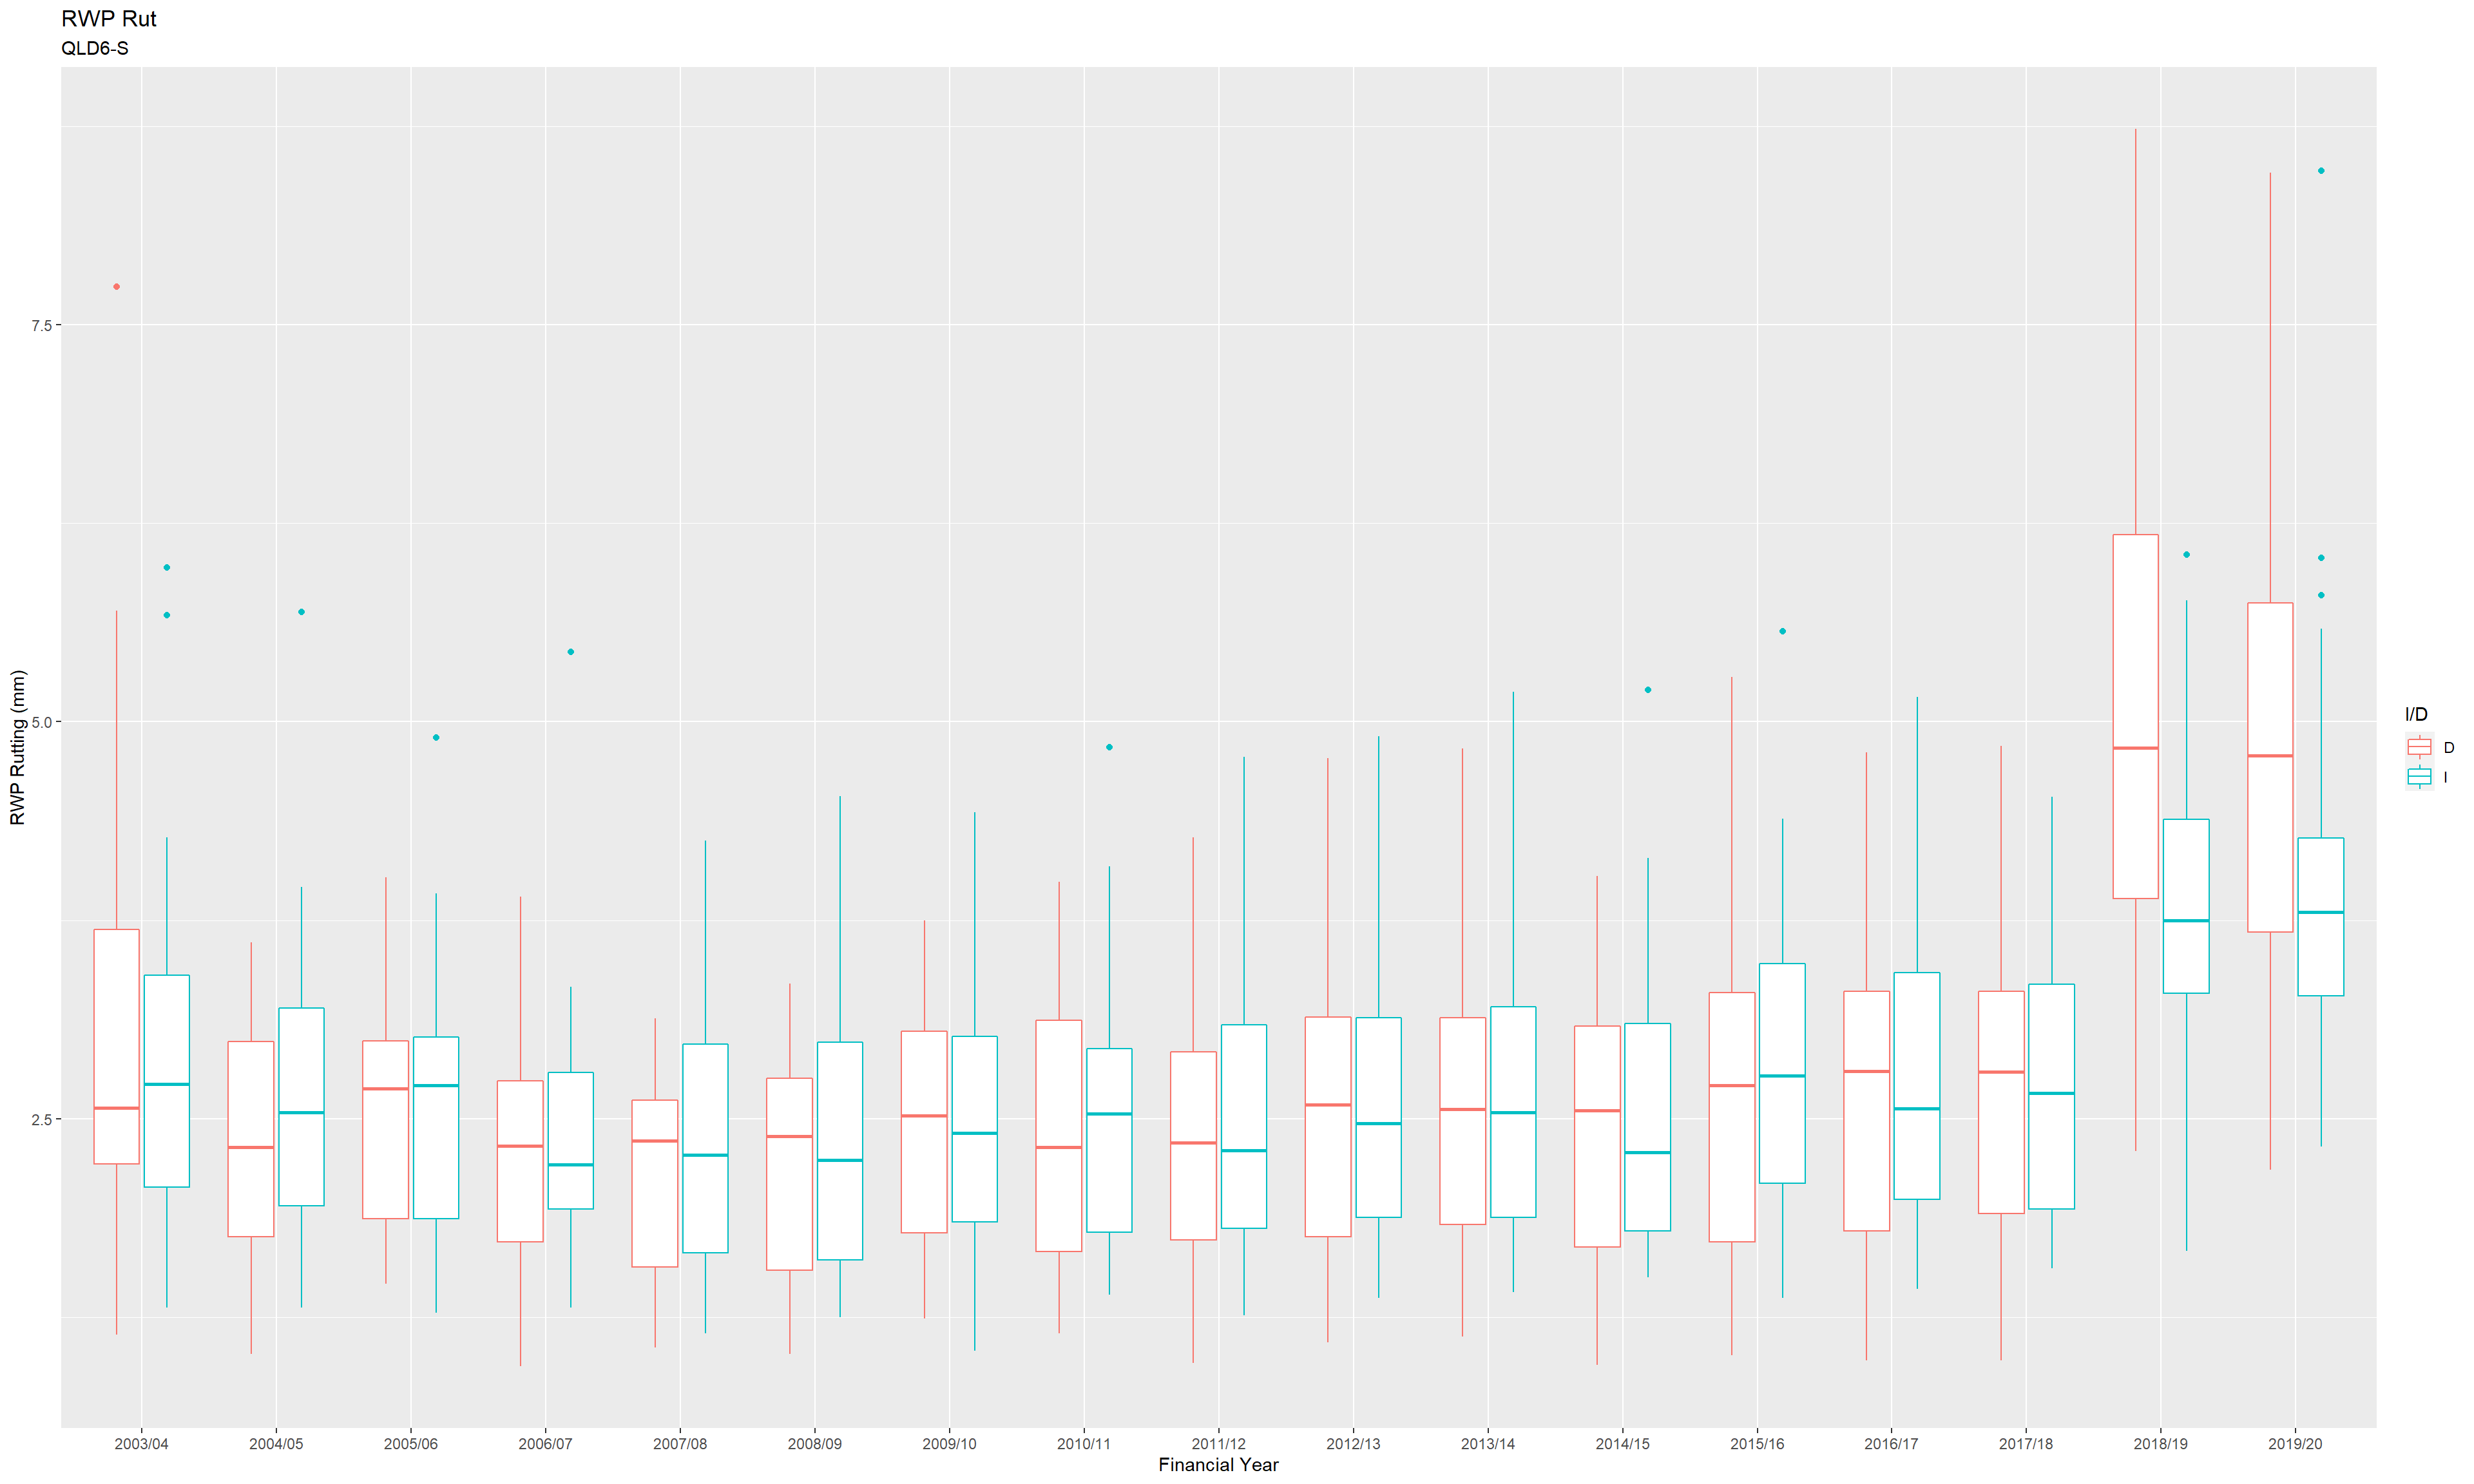 RWP Rut
QLD6-S
RWP Rutting (mm)
7.5
5.0
2.5
2003/04
2004/05
2005/06
2006/07
2007/08
2008/09
2009/10
2010/11
2011/12
2012/13
2013/14
2014/15
2015/16
2016/17
2017/18
2018/19
2019/20
Financial Year
I/D
D
I